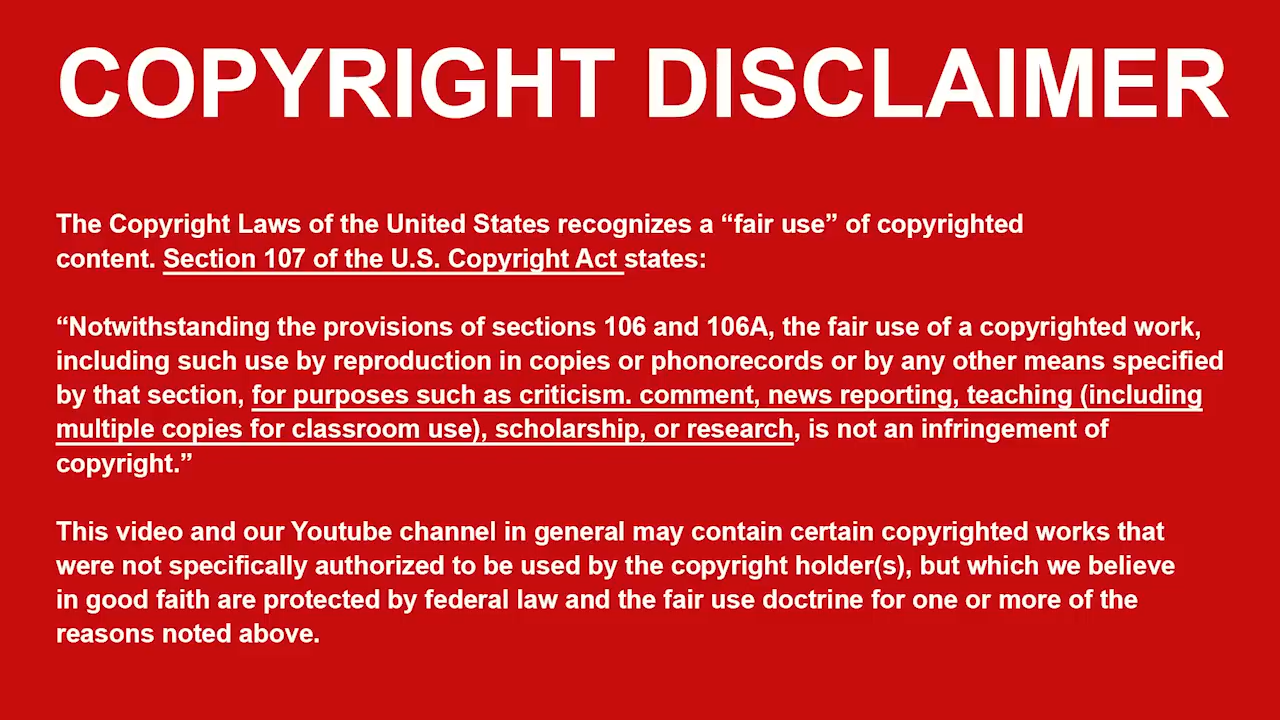 COPYRIGHT DISCLAIMER
The Copyright Laws of the United States recognizes a “fair use” of copyrighted
content. Section 107 of the U.S. Copyright Act states:
“Notwithstanding the provisions of sections 106 and 106A, the fair use of a copyrighted work,
including such use by reproduction in copies or phonorecords or by any other means specified
by that section, for purposes such as criticism. comment, news reporting, teaching (including
multiple copies for classroom use), scholarship, or research, is not an infringement of
copyright.”
This video and our Youtube channel in general may contain certain copyrighted works that
were not specifically authorized to be used by the copyright holder(s), but which we believe
in good faith are protected by federal law and the fair use doctrine for one or more of the
reasons noted above.